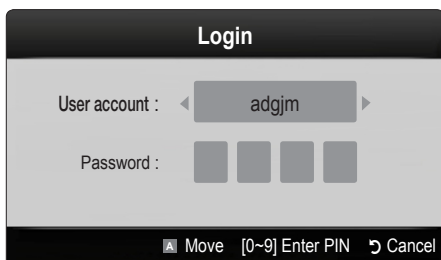 Login
User account : adgjm
Password :
A Move [0~9] Enter PIN Cancel